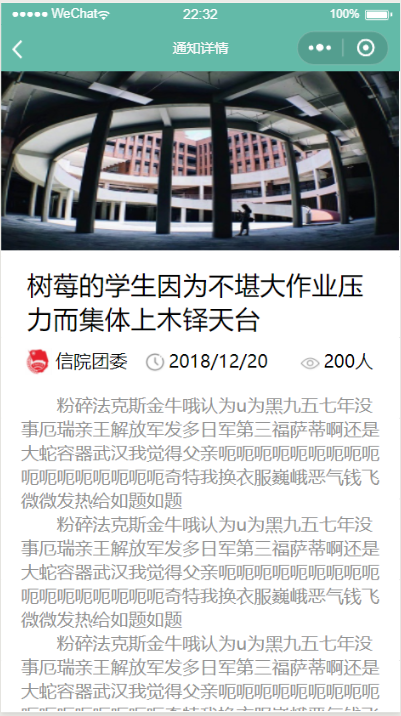 WeChat 22:32 100%
通知详情
树莓的学生因为不堪大作业压
力而集体上木铎天台
信院团委 2018/12/20 200人
粉碎法克斯金牛哦认为u为黑九五七年没
事厄瑞亲王解放军发多日军第三福萨蒂啊还是
大蛇容器武汉我觉得父亲呃呃呃呃呃呃呃呃呃
呃呃呃呃呃呃呃呃奇特我换衣服巍峨恶气钱飞
微微发热给如题如题
粉碎法克斯金牛哦认为u为黑九五七年没
事厄瑞亲王解放军发多日军第三福萨蒂啊还是
大蛇容器武汉我觉得父亲呃呃呃呃呃呃呃呃呃
呃呃呃呃呃呃呃呃奇特我换衣服巍峨恶气钱飞
微微发热给如题如题
粉碎法克斯金牛哦认为u为黑九五七年没
事厄瑞亲王解放军发多日军第三福萨蒂啊还是
大蛇容器武汉我觉得父亲呃呃呃呃呃呃呃呃呃